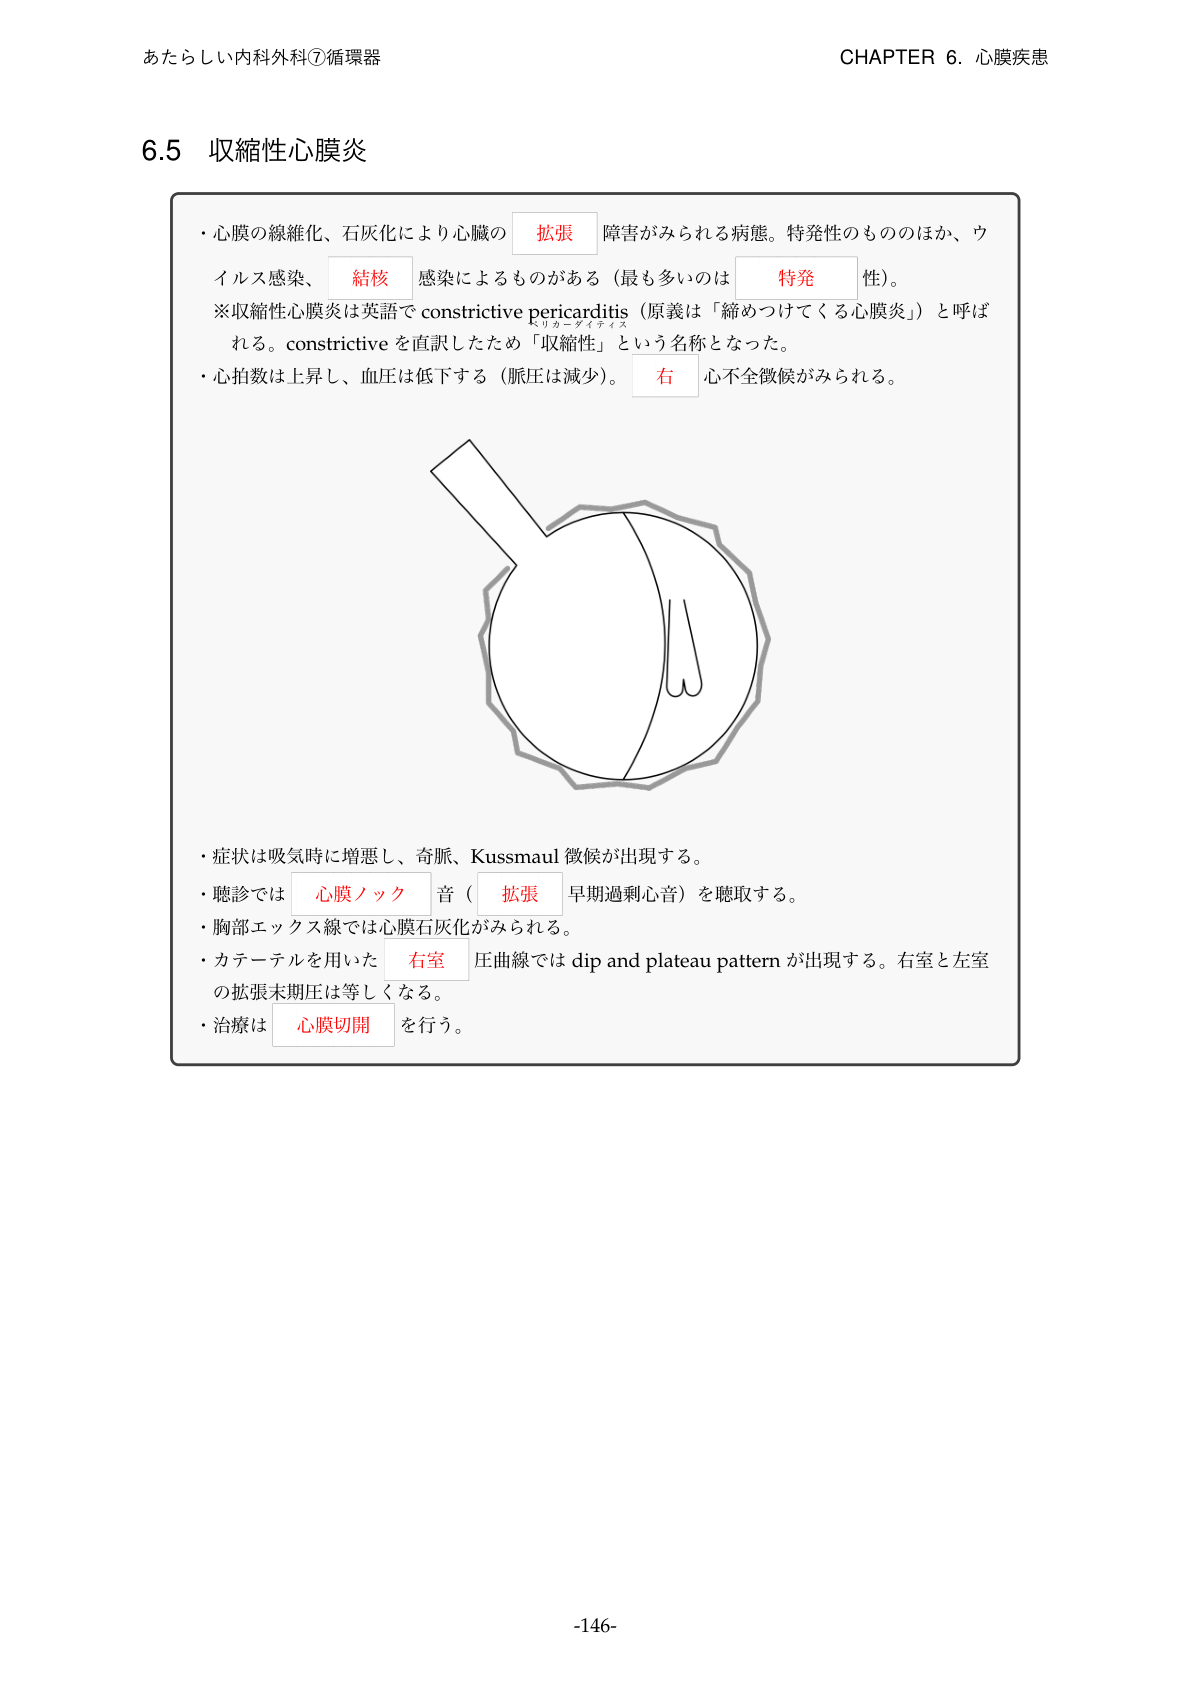 あたらしい内科外科⑦循環器
CHAPTER 6. 心膜疾患
6.5 収縮性心膜炎
・心膜の線維化、石灰化により心臓の 拡張 障害がみられる病態。特発性のもののほか、ウ
イルス感染、 結核 感染によるものがある（最も多いのは 特発 性）。
※収縮性心膜炎は英語で constrictive pericarditis（原義は「締めつけてくる心膜炎」）と呼ば
ペリカーダイティス
れる。constrictive を直訳したため「収縮性」という名称となった。
・心拍数は上昇し、血圧は低下する（脈圧は減少）。 右 心不全徴候がみられる。
・症状は吸気時に増悪し、奇脈、Kussmaul 徴候が出現する。
・聴診では 心膜ノック 音（ 拡張 早期過剰心音）を聴取する。
・胸部エックス線では心膜石灰化がみられる。
・カテーテルを用いた 右室 圧曲線では dip and plateau pattern が出現する。右室と左室
の拡張末期圧は等しくなる。
・治療は 心膜切開 を行う。
-146-